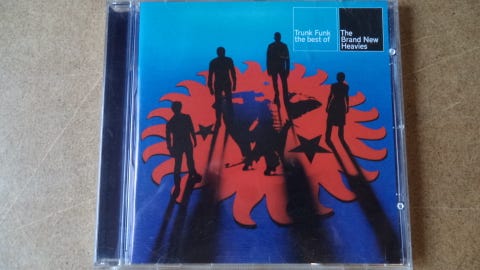 Trunk Funk
the best of
The
Brand New
Heavies